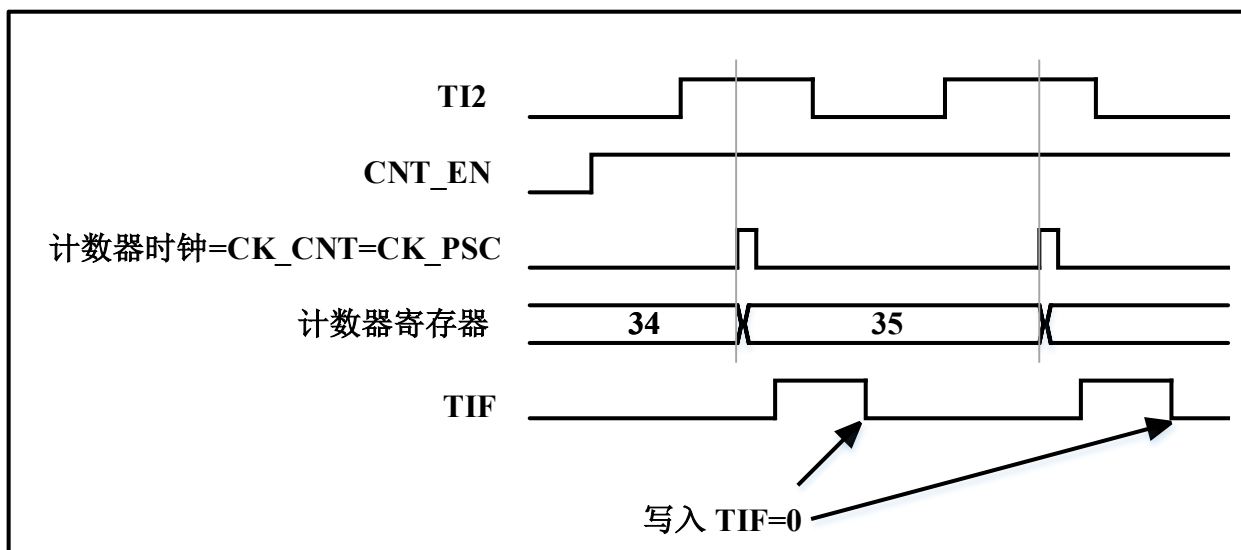 TI2
CNT_EN
计数器时钟=CK_CNT=CK_PSC
计数器寄存器
34
35
TIF
写入 TIF=0